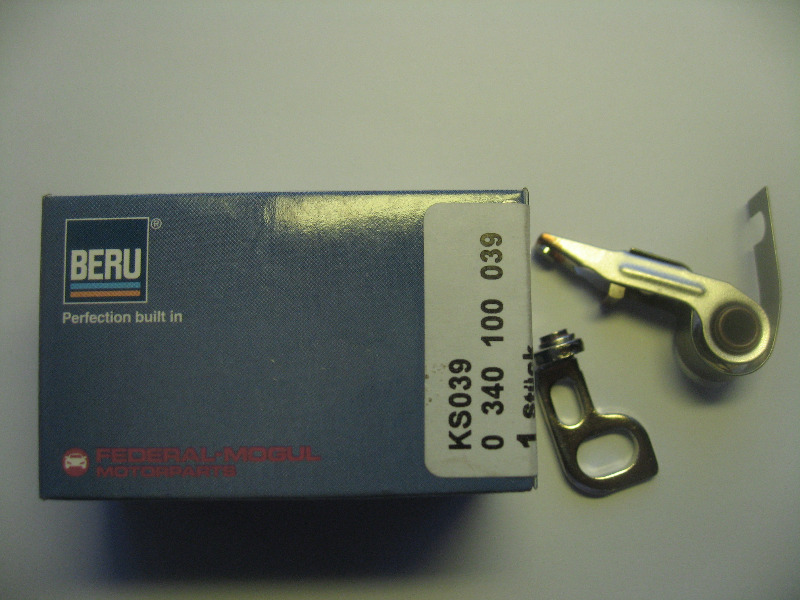 BERU®
Perfection built in
FEDERAL-MOGUL
MOTORPARTS
KS039
0 340 100 039
1 Stück